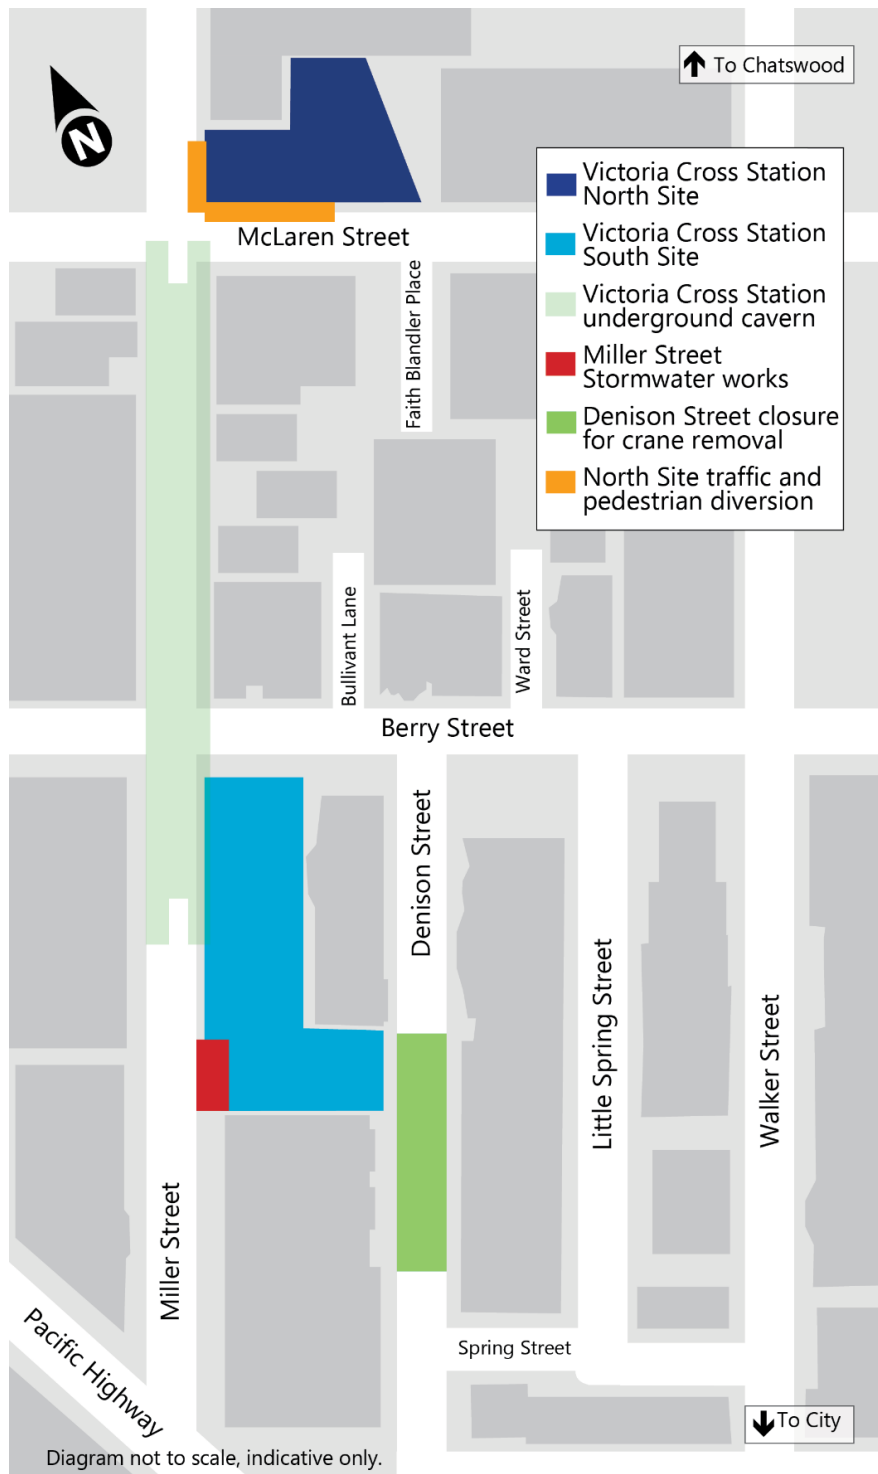 To Chatswood
N
Victoria Cross Station
North Site
Victoria Cross Station
South Site
Victoria Cross Station
underground cavern
Miller Street
Stormwater works
Denison Street closure
for crane removal
North Site traffic and
pedestrian diversion
McLaren Street
Faith Blandler Place
Bullivant Lane
Ward Street
Berry Street
Denison Street
Little Spring Street
Walker Street
Miller Street
Pacific Highway
Spring Street
To City
Diagram not to scale, indicative only.